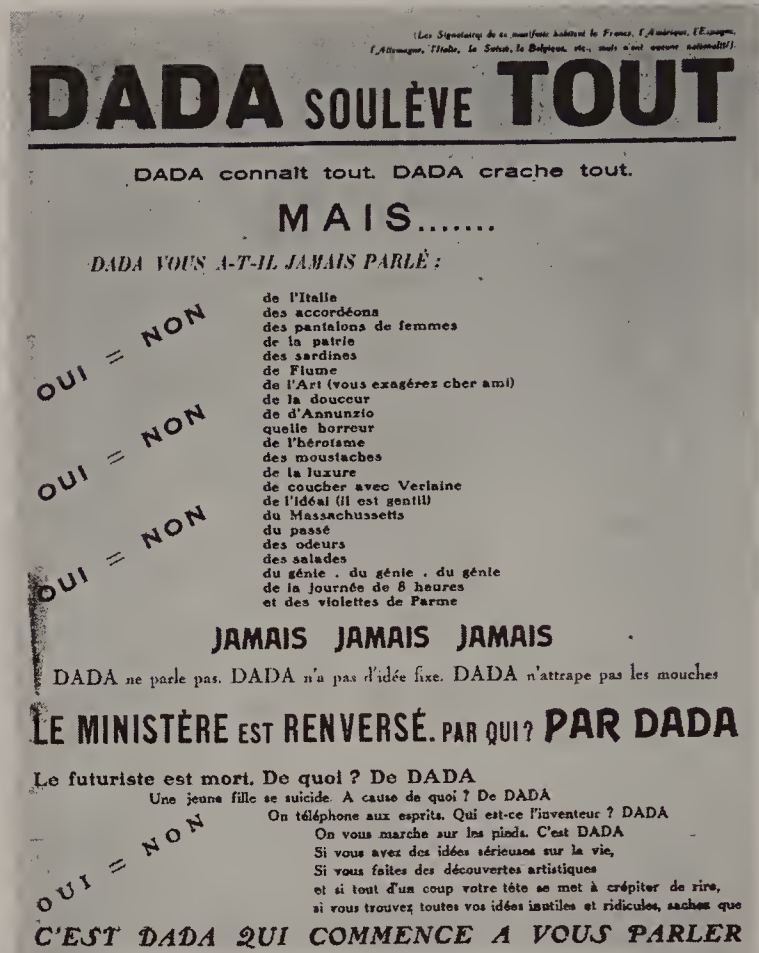 (Les Signataires de ce manifeste habitent la France, l'Amérique, l'Espagne,
l'Allemagne, l'Italie, la Suisse, la Belgique, etc., mais n'ont aucune nationalité).
DADA SOULÈVE TOUT
DADA connaît tout. DADA crache tout.
MAIS.......
DADA VOUS A-T-IL JAMAIS PARLÉ :
OUI = NON
OUI = NON
OUI = NON
de l'Italie
des accordéons
des pantalons de femmes
de la patrie
des sardines
de Fiume
de l'Art (vous exagérez cher ami)
de la douceur
de d'Annunzio
quelle horreur
de l'héroïsme
des moustaches
de la luxure
de coucher avec Verlaine
de l'idéal (il est gentil)
du Massachussetts
du passé
des odeurs
des salades
du génie . du génie . du génie
de la journée de 8 heures
et des violettes de Parme
JAMAIS JAMAIS JAMAIS
DADA ne parle pas. DADA n'a pas d'idée fixe. DADA n'attrape pas les mouches
LE MINISTÈRE EST RENVERSÉ. PAR QUI? PAR DADA
Le futuriste est mort. De quoi ? De DADA
Une jeune fille se suicide. A cause de quoi ? De DADA
On téléphone aux esprits. Qui est-ce l'inventeur ? DADA
On vous marche sur les pieds. C'est DADA
Si vous avez des idées sérieuses sur la vie,
Si vous faites des découvertes artistiques
et si tout d'un coup votre tête se met à crépiter de rire,
si vous trouvez toutes vos idées inutiles et ridicules, sachez que
OUI = NON
C'EST DADA QUI COMMENCE A VOUS PARLER